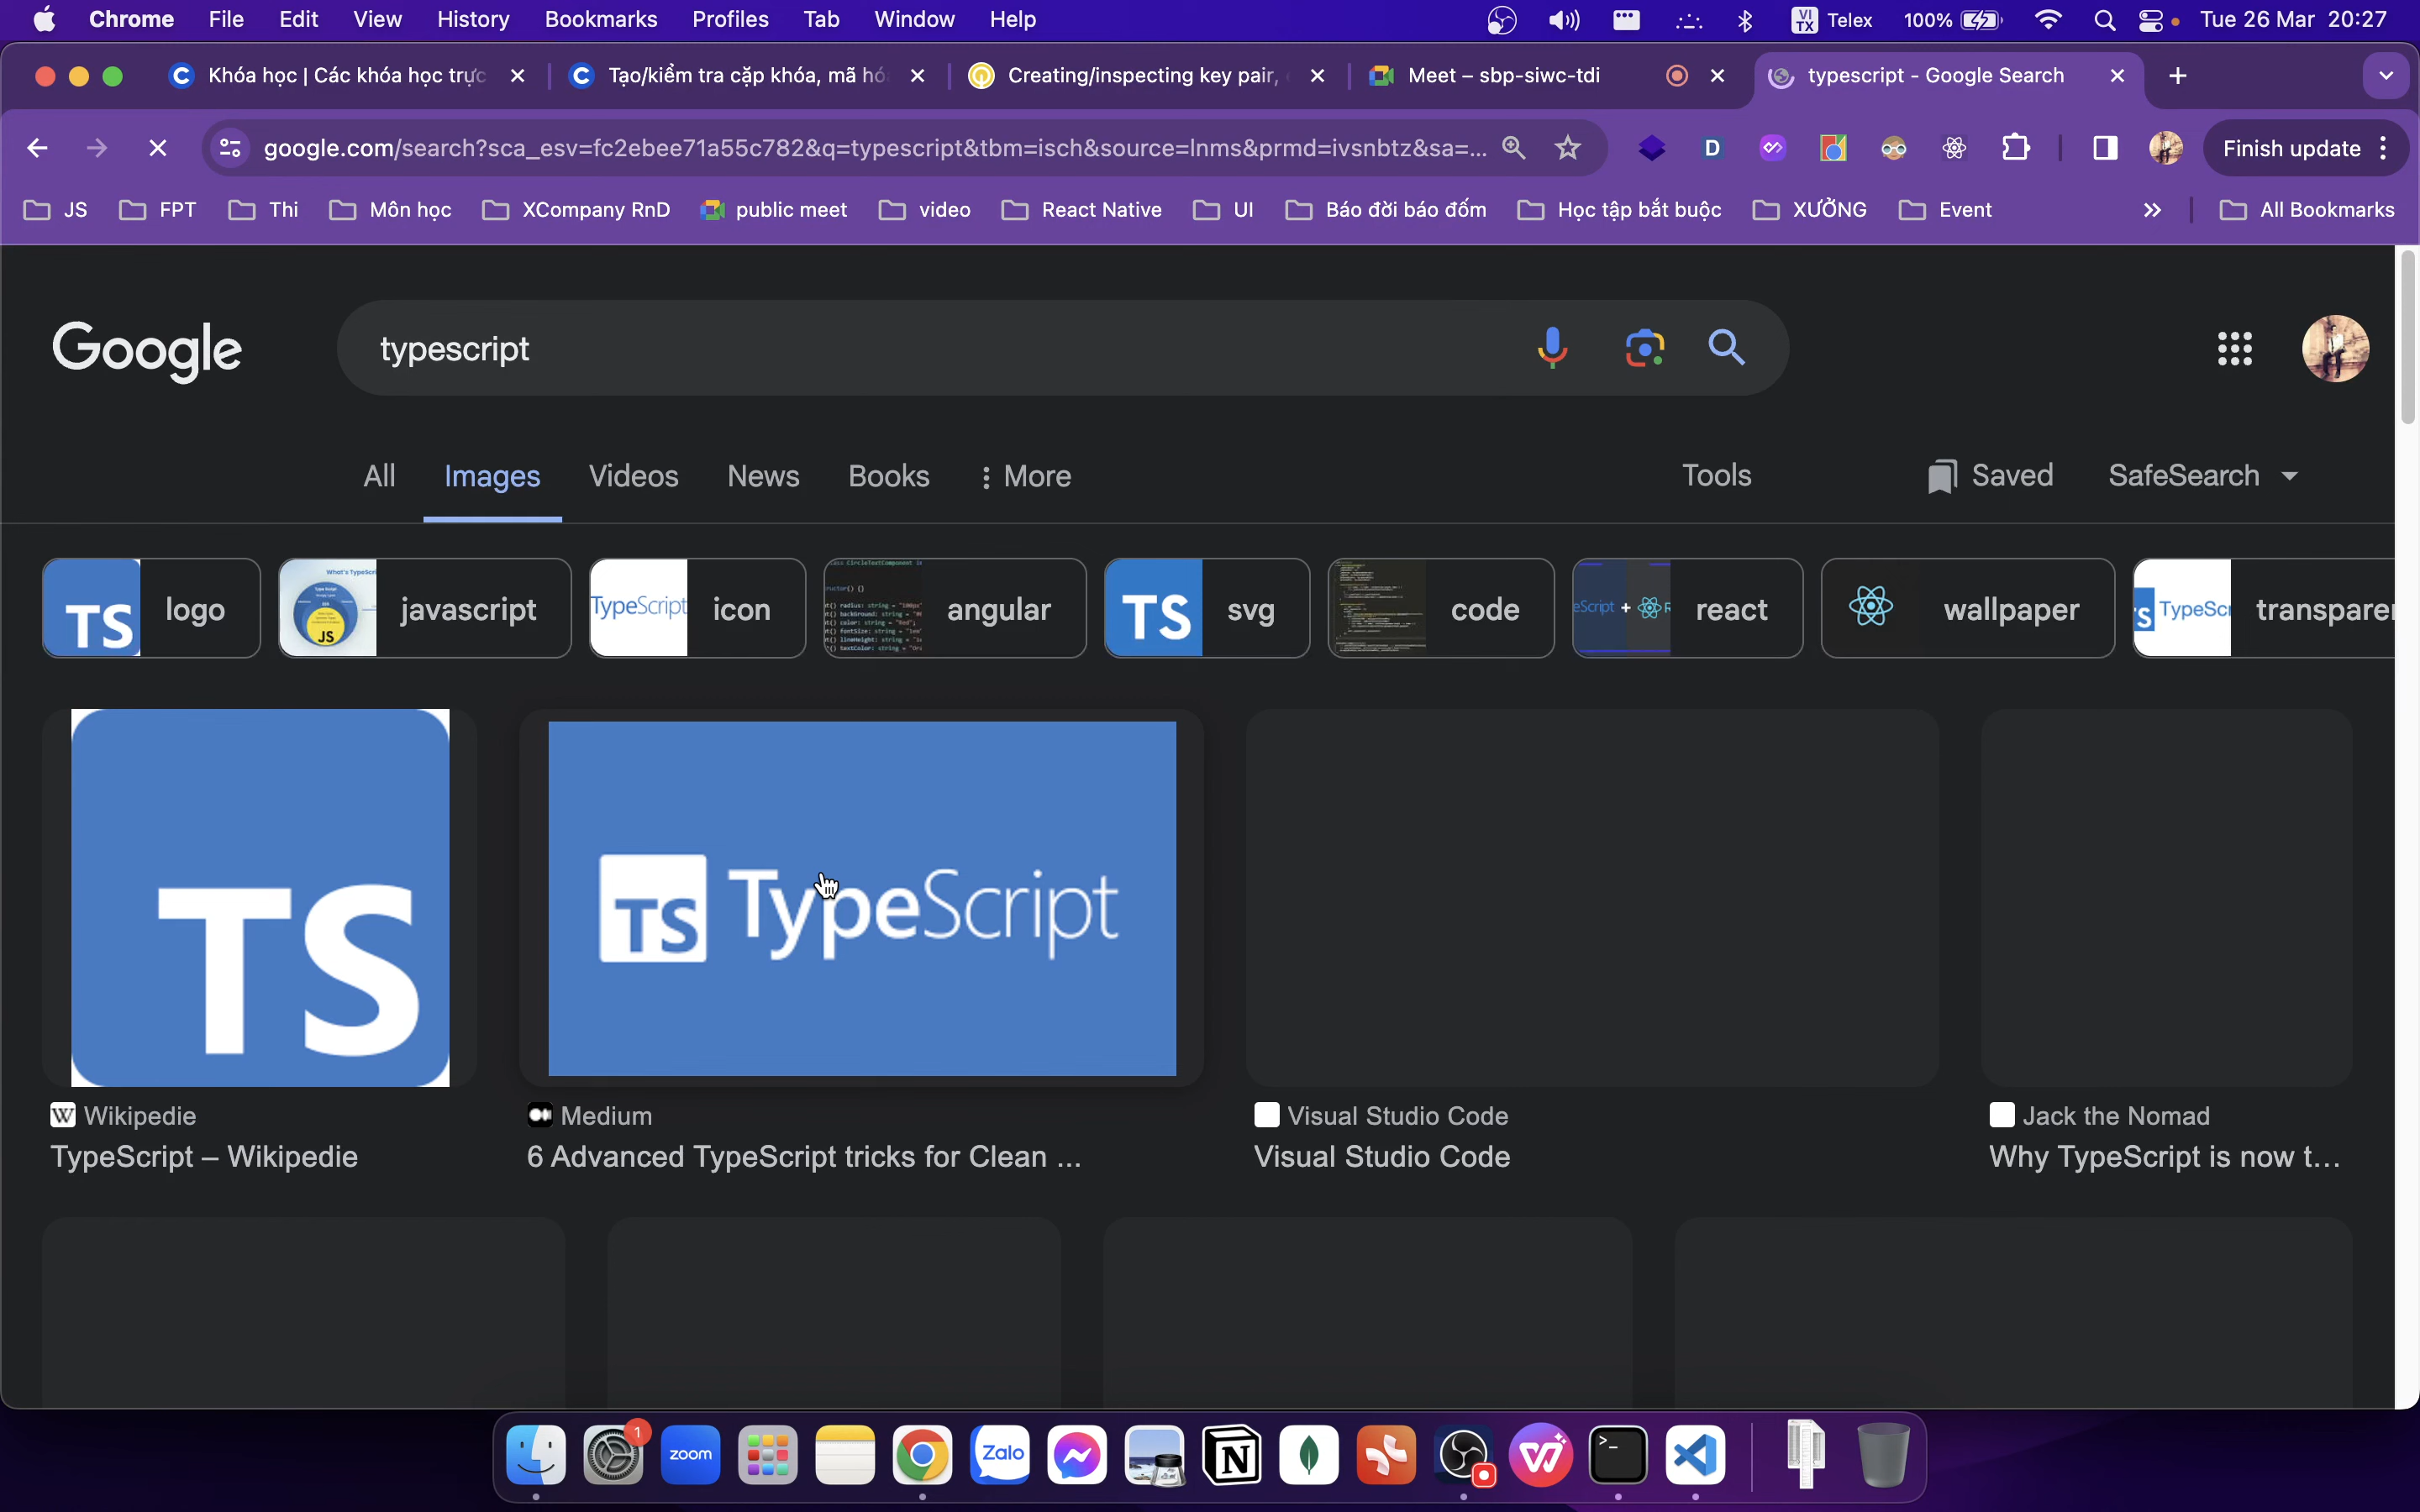 Chrome File Edit View History Bookmarks Profiles Tab Window Help VI TX Telex 100% Tue 26 Mar 20:27
Khóa học | Các khóa học trực Tạo/kiểm tra cặp khóa, mã hó Creating/inspecting key pair, Meet – sbp-siwc-tdi typescript - Google Search
google.com/search?sca_esv=fc2ebee71a55c782&q=typescript&tbm=isch&source=lnms&prmd=ivsnbtz&sa=... D Finish update
JS FPT Thi Môn học XCompany RnD public meet video React Native UI Báo đời báo đốm Học tập bắt buộc XƯỞNG Event All Bookmarks
Google typescript
All Images Videos News Books More Tools Saved SafeSearch
TS logo What's TypeScri JS javascript TypeScript icon angular TS svg code eScript + R react wallpaper S TypeScr transparen
TS
TS TypeScript
W Wikipedie Medium Visual Studio Code Jack the Nomad
TypeScript – Wikipedie 6 Advanced TypeScript tricks for Clean ... Visual Studio Code Why TypeScript is now t...
1 zoom Zalo N W >_